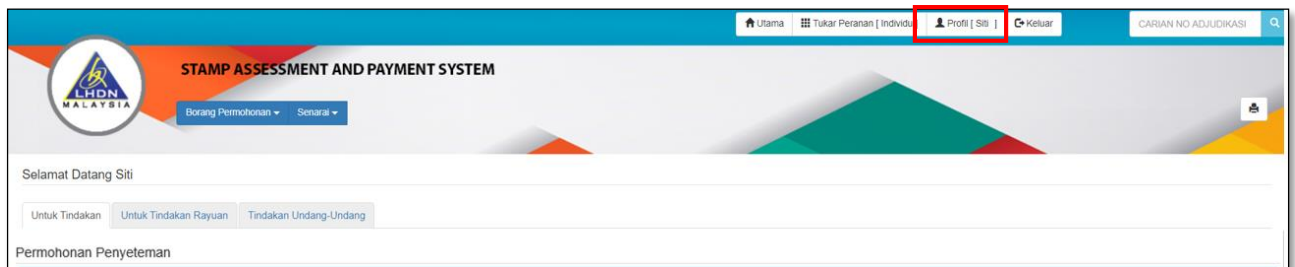 Utama Tukar Peranan [ Individu Profil [ Siti ] Keluar CARIAN NO ADJUDIKASI
LHDN
MALAYSIA
STAMP ASSESSMENT AND PAYMENT SYSTEM
Borang Permohonan Senarai
Selamat Datang Siti
Untuk Tindakan Untuk Tindakan Rayuan Tindakan Undang-Undang
Permohonan Penyeteman